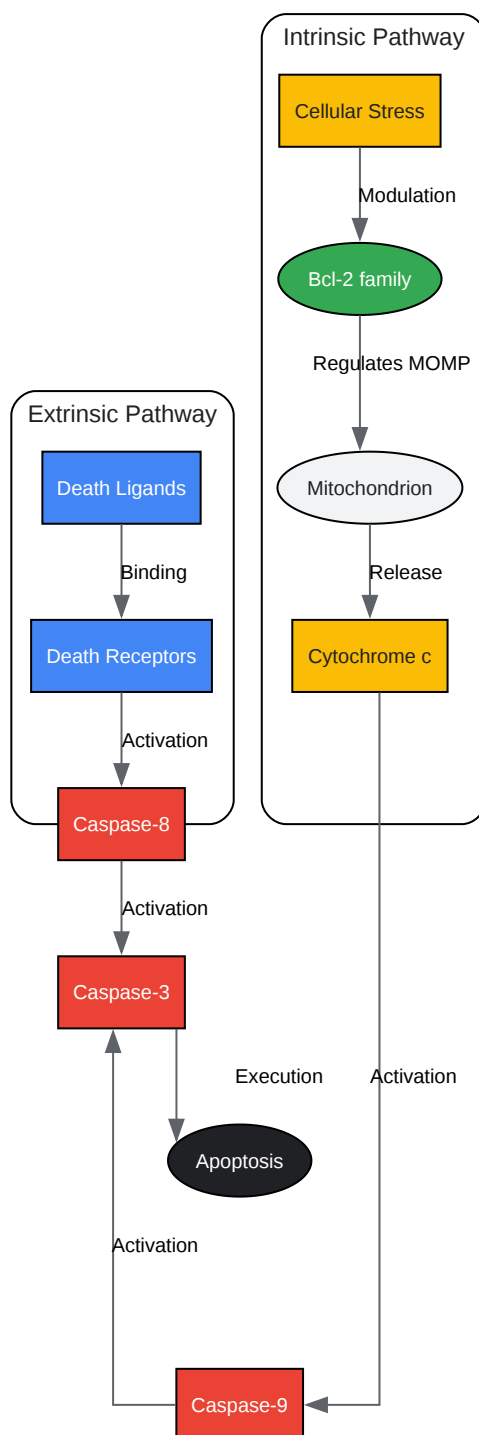 Intrinsic Pathway
Cellular Stress
Modulation
Bcl-2 family
Regulates MOMP
Mitochondrion
Release
Cytochrome c
Extrinsic Pathway
Death Ligands
Binding
Death Receptors
Activation
Caspase-8
Activation
Caspase-3
Execution
Activation
Apoptosis
Activation
Caspase-9